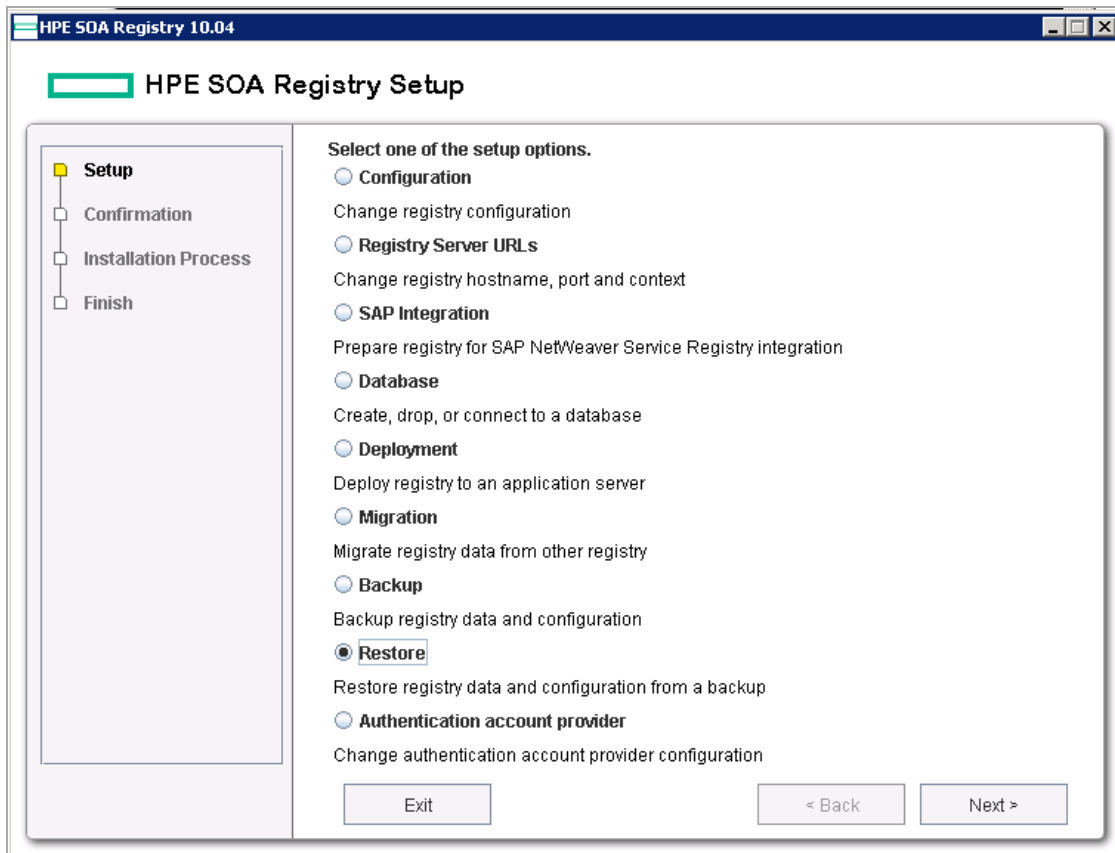 HPE SOA Registry 10.04
HPE SOA Registry Setup
Setup
Confirmation
Installation Process
Finish
Select one of the setup options.
Configuration
Change registry configuration
Registry Server URLs
Change registry hostname, port and context
SAP Integration
Prepare registry for SAP NetWeaver Service Registry integration
Database
Create, drop, or connect to a database
Deployment
Deploy registry to an application server
Migration
Migrate registry data from other registry
Backup
Backup registry data and configuration
Restore
Restore registry data and configuration from a backup
Authentication account provider
Change authentication account provider configuration
Exit
< Back
Next >